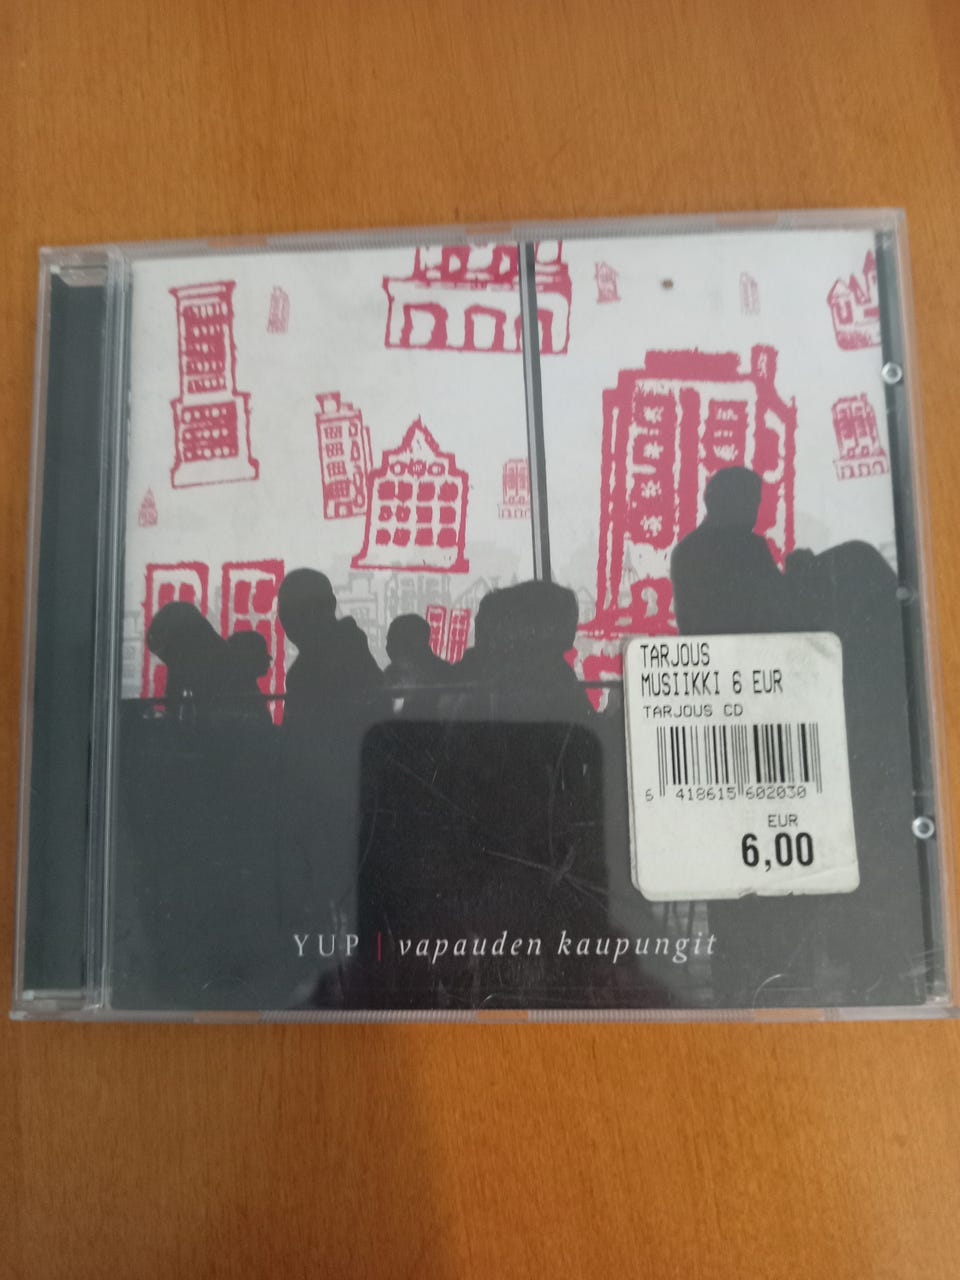 TARJOUS
MUSIIKKI 6 EUR
TARJOUS CD
6 418615 602030
EUR
6,00
YUP | vapauden kaupungit